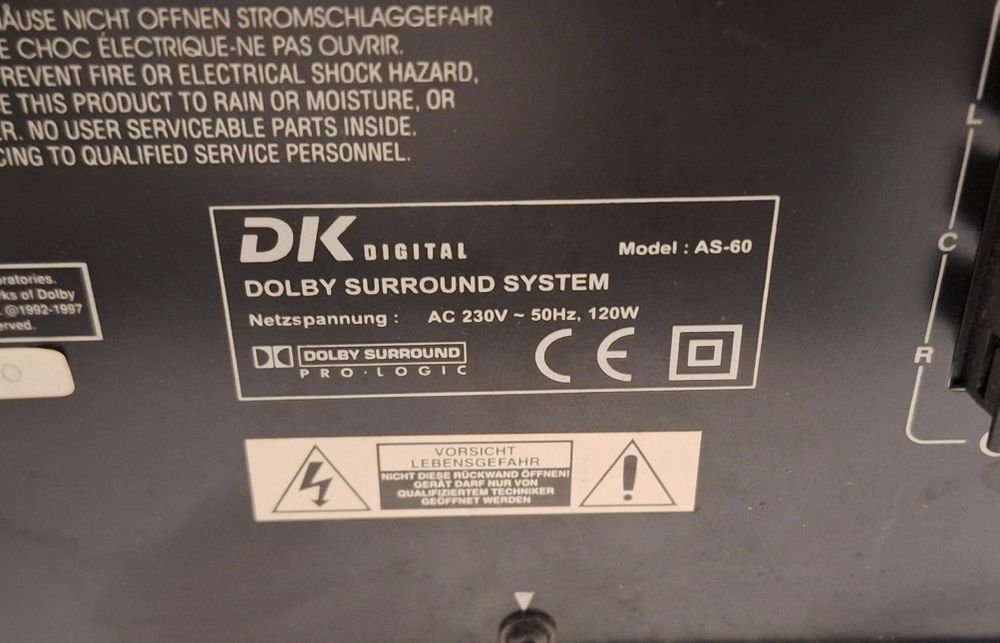 ÄUSE NICHT ÖFFNEN STROMSCHLAGGEFAHR
E CHOC ÉLECTRIQUE-NE PAS OUVRIR.
REVENT FIRE OR ELECTRICAL SHOCK HAZARD,
E THIS PRODUCT TO RAIN OR MOISTURE, OR
R. NO USER SERVICEABLE PARTS INSIDE.
CING TO QUALIFIED SERVICE PERSONNEL.
oratories.
rks of Dolby
. @1992-1997
erved.
DK DIGITAL
Model : AS-60
DOLBY SURROUND SYSTEM
Netzspannung : AC 230V ~ 50Hz, 120W
DOLBY SURROUND
PRO·LOGIC
CE
VORSICHT
LEBENSGEFAHR
NICHT DIESE RÜCKWAND ÖFFNEN!
GERÄT DARF NUR VON
QUALIFIZIERTEM TECHNIKER
GEÖFFNET WERDEN
L
C
R